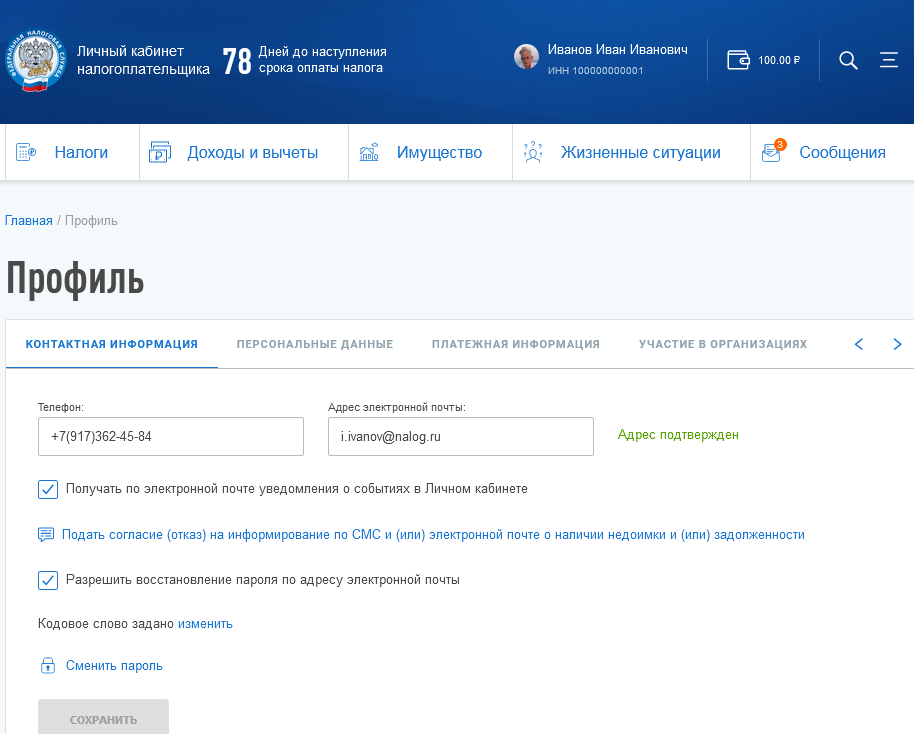 ФЕДЕРАЛЬНАЯ НАЛОГОВАЯ СЛУЖБА
Личный кабинет
налогоплательщика
78
Дней до наступления
срока оплаты налога
Иванов Иван Иванович
ИНН 100000000001
100.00 ₽
Налоги
Доходы и вычеты
Имущество
Жизненные ситуации
3
Сообщения
Главная / Профиль
Профиль
КОНТАКТНАЯ ИНФОРМАЦИЯ
ПЕРСОНАЛЬНЫЕ ДАННЫЕ
ПЛАТЕЖНАЯ ИНФОРМАЦИЯ
УЧАСТИЕ В ОРГАНИЗАЦИЯХ
Телефон:
Адрес электронной почты:
+7(917)362-45-84
i.ivanov@nalog.ru
Адрес подтвержден
Получать по электронной почте уведомления о событиях в Личном кабинете
Подать согласие (отказ) на информирование по СМС и (или) электронной почте о наличии недоимки и (или) задолженности
Разрешить восстановление пароля по адресу электронной почты
Кодовое слово задано изменить
Сменить пароль
СОХРАНИТЬ